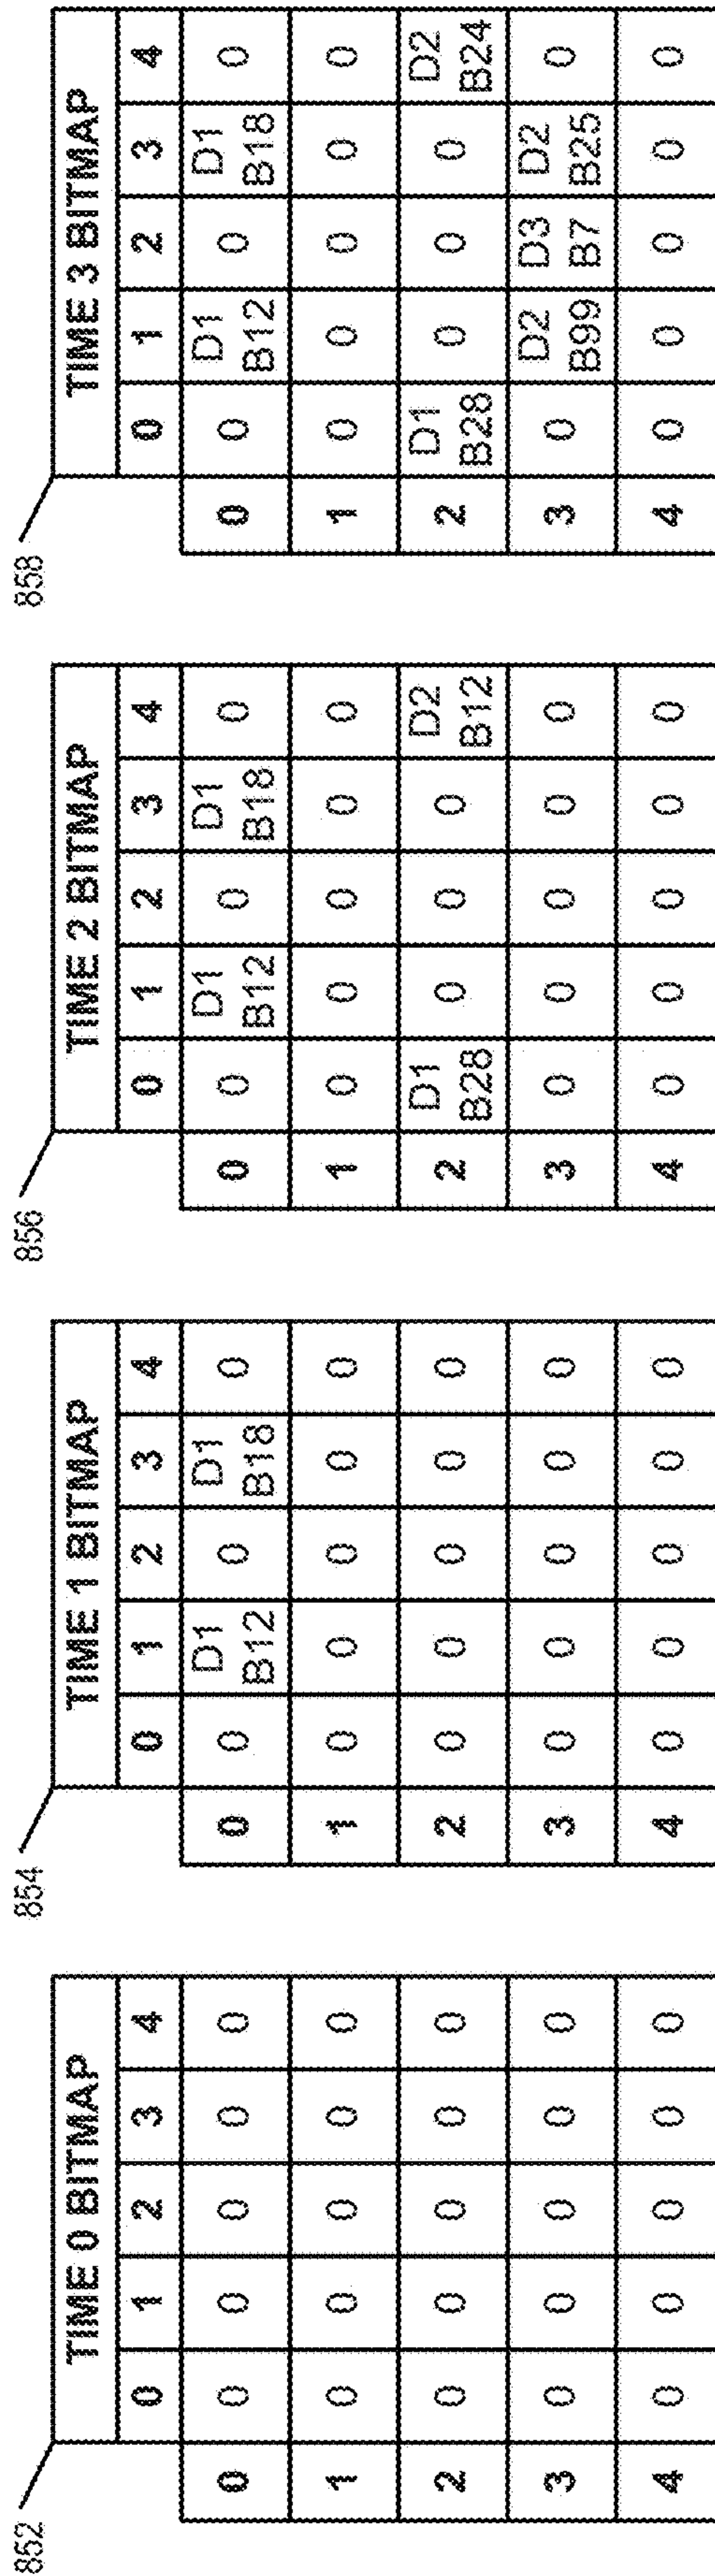 852
TIME 0 BITMAP
0 1 2 3 4
0 0 0 0 0 0
1 0 0 0 0 0
2 0 0 0 0 0
3 0 0 0 0 0
4 0 0 0 0 0
854
TIME 1 BITMAP
0 1 2 3 4
0 0 D1 0 D1 0
B12 B18
1 0 0 0 0 0
2 0 0 0 0 0
3 0 0 0 0 0
4 0 0 0 0 0
856
TIME 2 BITMAP
0 1 2 3 4
0 0 D1 0 D1 0
B12 B18
1 0 0 0 0 0
2 D1 0 0 0 D2
B28 B12
3 0 0 0 0 0
4 0 0 0 0 0
858
TIME 3 BITMAP
0 1 2 3 4
0 0 D1 0 D1 0
B12 B18
1 0 0 0 0 0
2 D1 0 0 0 D2
B28 B24
3 0 D2 D3 D2 0
B99 B7 B25
4 0 0 0 0 0